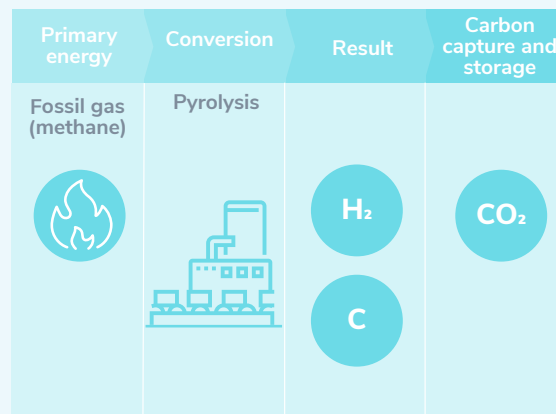 Primary
energy
Conversion
Result
Carbon
capture and
storage
Fossil gas
(methane)
Pyrolysis
H₂
C
CO₂